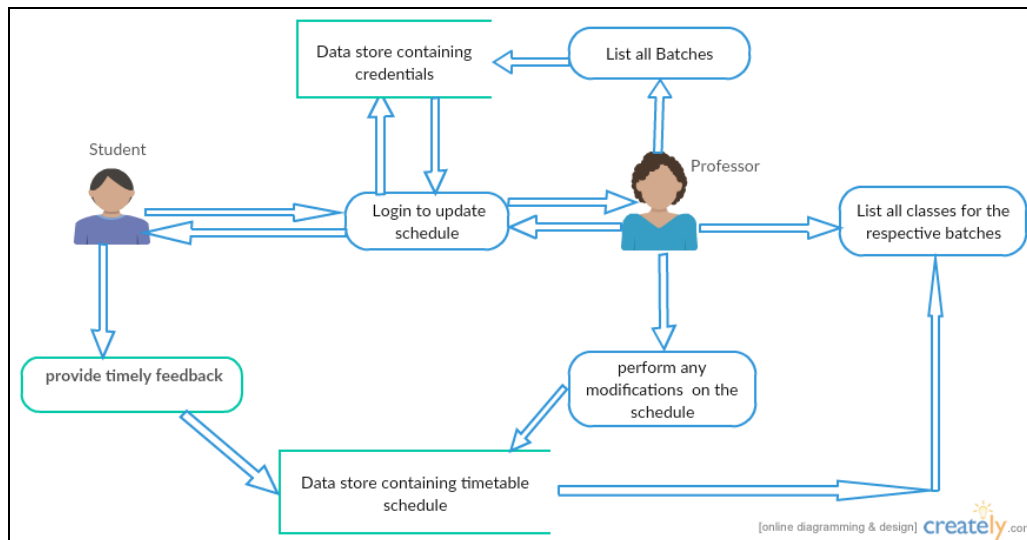 Data store containing
credentials
List all Batches
Student
Professor
Login to update
schedule
List all classes for the
respective batches
provide timely feedback
perform any
modifications on the
schedule
Data store containing timetable
schedule
[online diagramming & design] creately.com